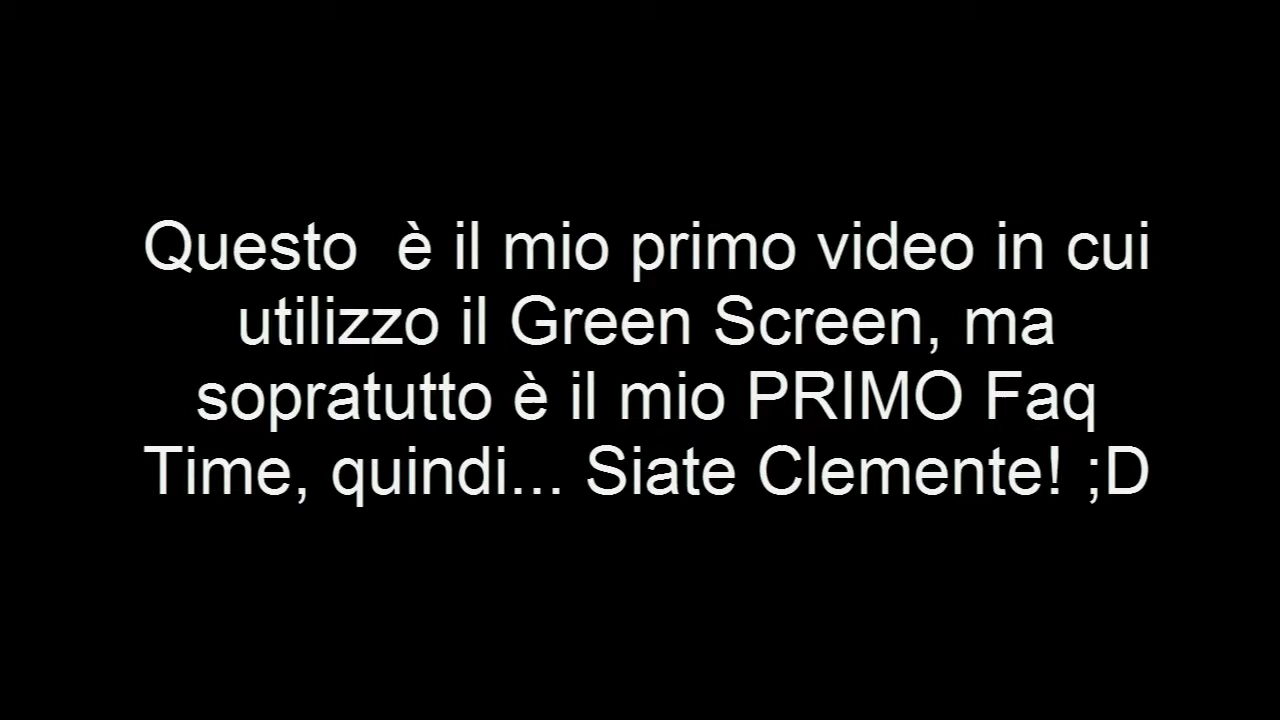 Questo  è il mio primo video in cui
utilizzo il Green Screen, ma
sopratutto è il mio PRIMO Faq
Time, quindi... Siate Clemente! ;D